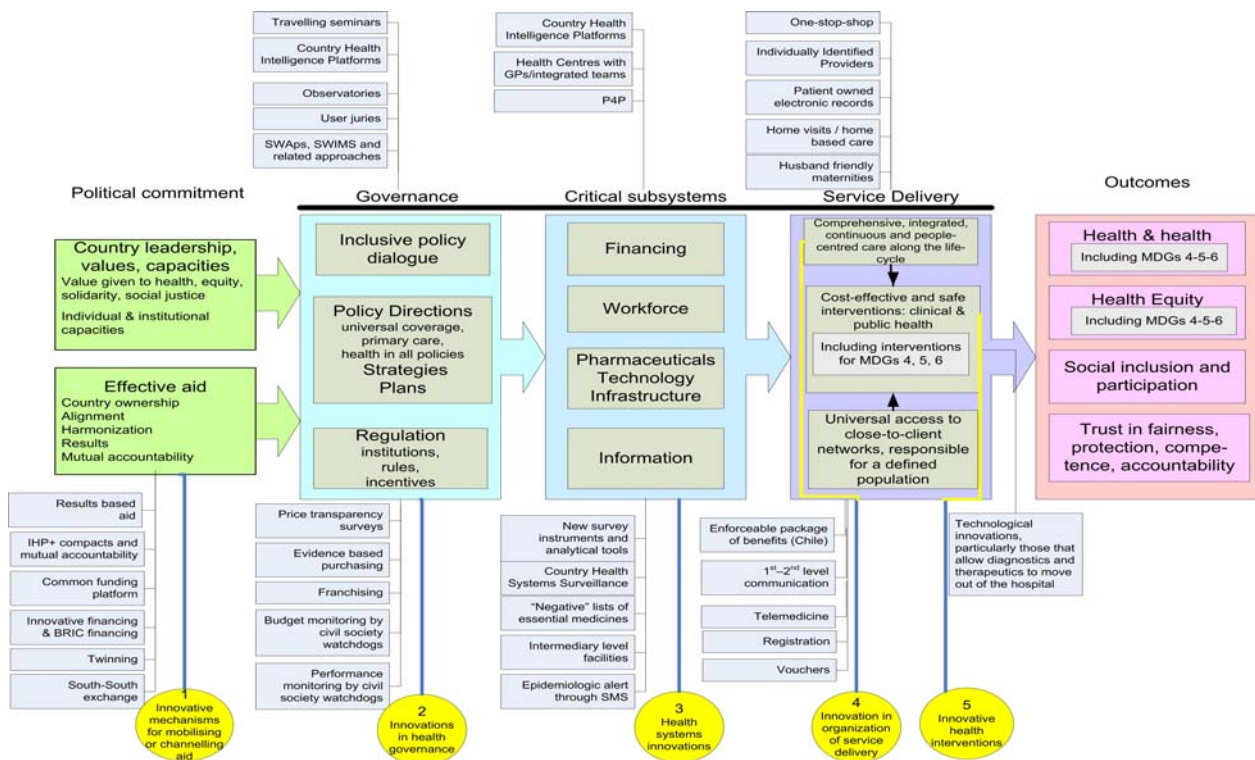 Travelling seminars
Country Health
Intelligence Platforms
Observatories
User juries
SWAps, SWIMS and
related approaches
Country Health
Intelligence Platforms
Health Centres with
GPs/integrated teams
P4P
One-stop-shop
Individually Identified
Providers
Patient owned
electronic records
Home visits / home
based care
Husband friendly
maternities
Political commitment
Governance
Critical subsystems
Service Delivery
Outcomes
Country leadership,
values, capacities
Value given to health, equity,
solidarity, social justice
Individual & institutional
capacities
Effective aid
Country ownership
Alignment
Harmonization
Results
Mutual accountability
Inclusive policy
dialogue
Policy Directions
universal coverage,
primary care,
health in all policies
Strategies
Plans
Regulation
institutions,
rules,
incentives
Financing
Workforce
Pharmaceuticals
Technology
Infrastructure
Information
Comprehensive, integrated,
continuous and people-
centred care along the life-
cycle
Cost-effective and safe
interventions: clinical &
public health
Including interventions
for MDGs 4, 5, 6
Universal access to
close-to-client
networks, responsible
for a defined
population
Health & health
Including MDGs 4-5-6
Health Equity
Including MDGs 4-5-6
Social inclusion and
participation
Trust in fairness,
protection, compe-
tence, accountability
Results based
aid
IHP+ compacts and
mutual accountability
Common funding
platform
Innovative financing
& BRIC financing
Twinning
South-South
exchange
Price transparency
surveys
Evidence based
purchasing
Franchising
Budget monitoring by
civil society
watchdogs
Performance
monitoring by civil
society watchdogs
New survey
instruments and
analytical tools
Country Health
Systems Surveillance
"Negative" lists of
essential medicines
Intermediary level
facilities
Epidemiologic alert
through SMS
Enforceable package
of benefits (Chile)
1st–2nd level
communication
Telemedicine
Registration
Vouchers
Technological
innovations,
particularly those that
allow diagnostics and
therapeutics to move
out of the hospital
1
Innovative
mechanisms
for mobilising
or channelling
aid
2
Innovations
in health
governance
3
Health
systems
innovations
4
Innovation in
organization of
service
delivery
5
Innovative
health
interventions